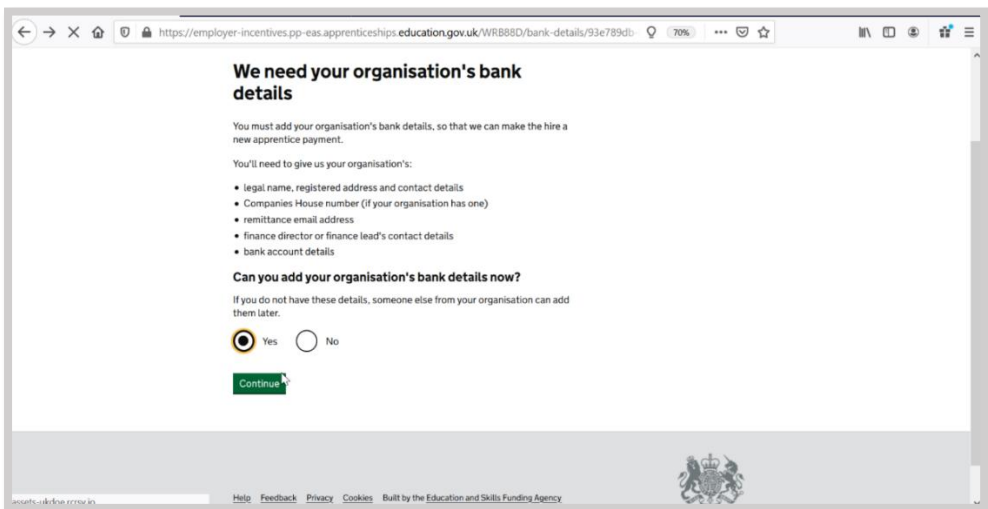 https://employer-incentives.pp-eas.apprenticeships.education.gov.uk/WRB88D/bank-details/93e789db-
70%
We need your organisation's bank
details
You must add your organisation's bank details, so that we can make the hire a
new apprentice payment.
You'll need to give us your organisation's:
• legal name, registered address and contact details
• Companies House number (if your organisation has one)
• remittance email address
• finance director or finance lead's contact details
• bank account details
Can you add your organisation's bank details now?
If you do not have these details, someone else from your organisation can add
them later.
Yes No
Continue
Help Feedback Privacy Cookies Built by the Education and Skills Funding Agency